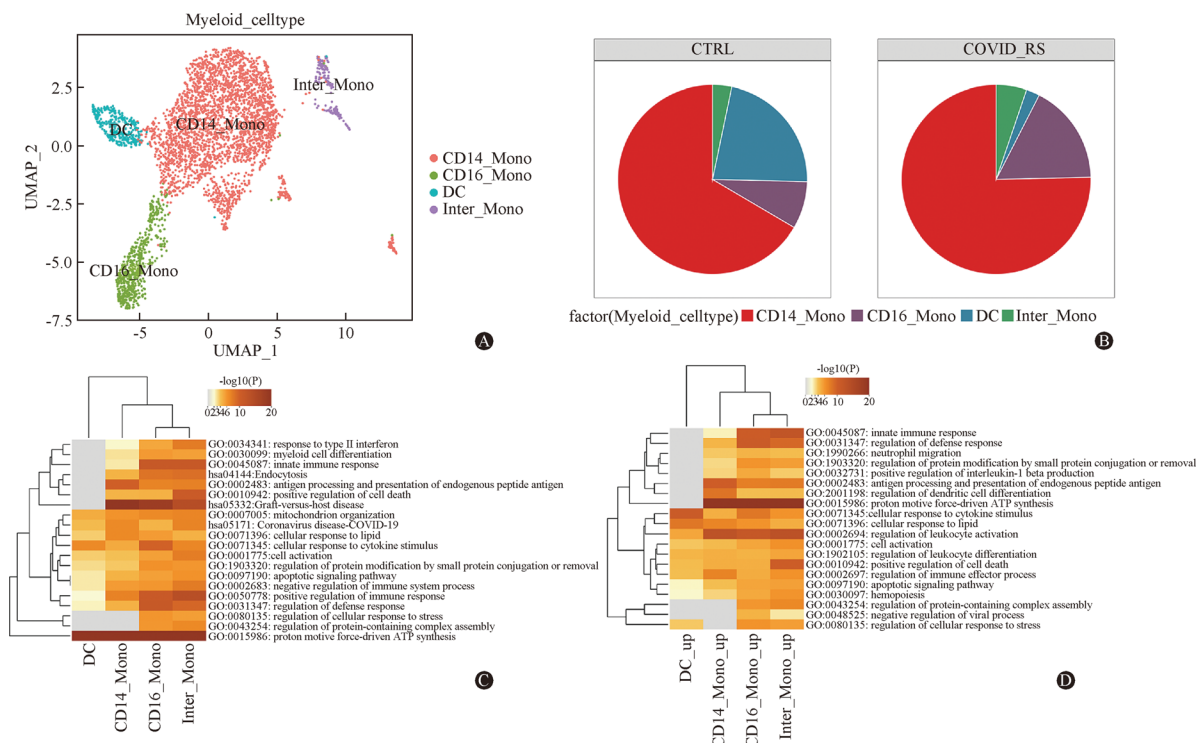 Myeloid_celltype
2.5
0.0
-2.5
-5.0
-7.5
UMAP_2
-5
0
5
10
UMAP_1
Inter_Mono
CD14_Mono
DC
CD16_Mono
CD14_Mono
CD16_Mono
DC
Inter_Mono
A
CTRL
COVID_RS
factor(Myeloid_celltype) CD14_Mono CD16_Mono DC Inter_Mono
B
-log10(P)
02346 10 20
GO:0034341: response to type II interferon
GO:0030099: myeloid cell differentiation
GO:0045087: innate immune response
hsa04144:Endocytosis
GO:0002483: antigen processing and presentation of endogenous peptide antigen
GO:0010942: positive regulation of cell death
hsa05332:Graft-versus-host disease
GO:0007005: mitochondrion organization
hsa05171: Coronavirus disease-COVID-19
GO:0071396: cellular response to lipid
GO:0071345: cellular response to cytokine stimulus
GO:0001775:cell activation
GO:1903320: regulation of protein modification by small protein conjugation or removal
GO:0097190: apoptotic signaling pathway
GO:0002683: negative regulation of immune system process
GO:0050778: positive regulation of immune response
GO:0031347: regulation of defense response
GO:0080135: regulation of cellular response to stress
GO:0043254: regulation of protein-containing complex assembly
GO:0015986: proton motive force-driven ATP synthesis
DC
CD14_Mono
CD16_Mono
Inter_Mono
C
-log10(P)
02346 10 20
GO:0045087: innate immune response
GO:0031347: regulation of defense response
GO:1990266: neutrophil migration
GO:1903320: regulation of protein modification by small protein conjugation or removal
GO:0032731: positive regulation of interleukin-1 beta production
GO:0002483: antigen processing and presentation of endogenous peptide antigen
GO:2001198: regulation of dendritic cell differentiation
GO:0015986: proton motive force-driven ATP synthesis
GO:0071345:cellular response to cytokine stimulus
GO:0071396: cellular response to lipid
GO:0002694: regulation of leukocyte activation
GO:0001775: cell activation
GO:1902105: regulation of leukocyte differentiation
GO:0010942: positive regulation of cell death
GO:0002697: regulation of immune effector process
GO:0097190: apoptotic signaling pathway
GO:0030097: hemopoiesis
GO:0043254: regulation of protein-containing complex assembly
GO:0048525: negative regulation of viral process
GO:0080135: regulation of cellular response to stress
DC_up
CD14_Mono_up
CD16_Mono_up
Inter_Mono_up
D